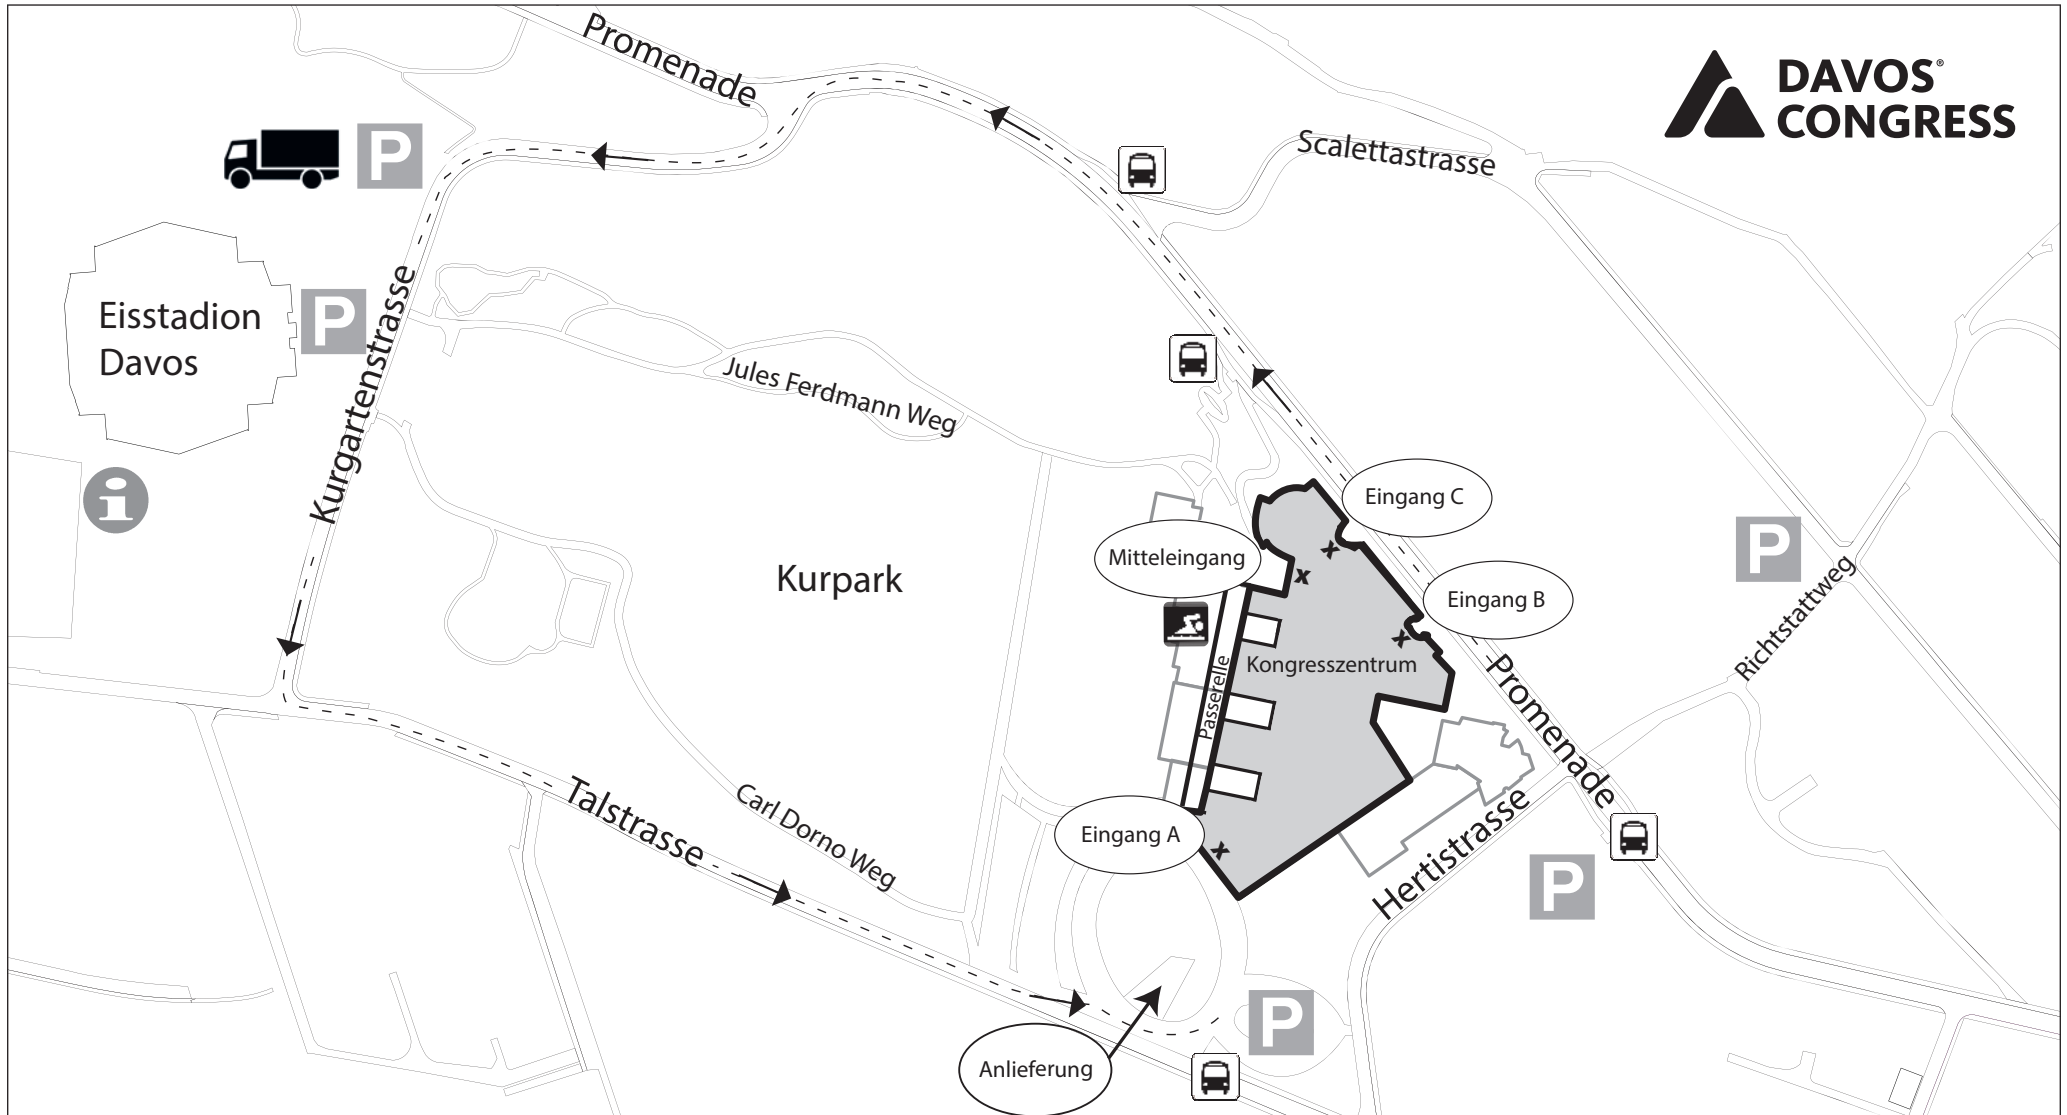 Promenade
DAVOS®
CONGRESS
Scalettastrasse
P
Eisstadion
Davos
P
Kurgartenstrasse
Jules Ferdmann Weg
i
Eingang C
Mitteleingang
x
x
Kurpark
Eingang B
P
Richtstattweg
x
Kongresszentrum
Passerelle
Promenade
Talstrasse
Carl Dorno Weg
Eingang A
x
Hertistrasse
P
P
Anlieferung